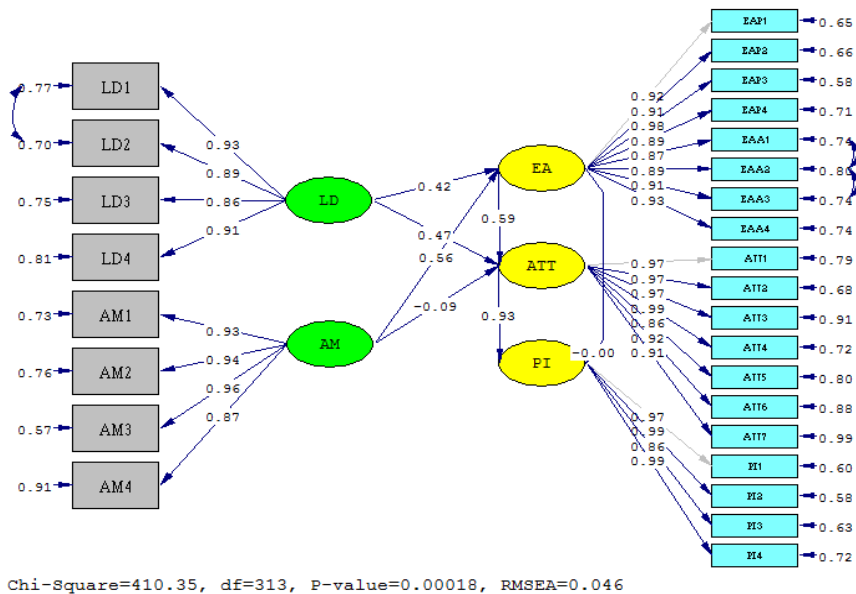 0.77 LD1
0.70 LD2
0.75 LD3
0.81 LD4
0.73 AM1
0.76 AM2
0.57 AM3
0.91 AM4
0.93
0.89
0.86
0.91
0.93
0.94
0.96
0.87
LD
AM
0.42
0.47
0.56
-0.09
EA
0.59
ATT
0.93
PI
-0.00
0.92
0.91
0.98
0.89
0.87
0.89
0.91
0.93
0.97
0.97
0.97
0.99
0.86
0.92
0.91
0.97
0.99
0.86
0.99
EAP1 0.65
EAP2 0.66
EAP3 0.58
EAP4 0.71
EAA1 0.74
EAA2 0.80
EAA3 0.74
EAA4 0.74
ATT1 0.79
ATT2 0.68
ATT3 0.91
ATT4 0.72
ATT5 0.80
ATT6 0.88
ATT7 0.99
PI1 0.60
PI2 0.58
PI3 0.63
PI4 0.72
Chi-Square=410.35, df=313, P-value=0.00018, RMSEA=0.046